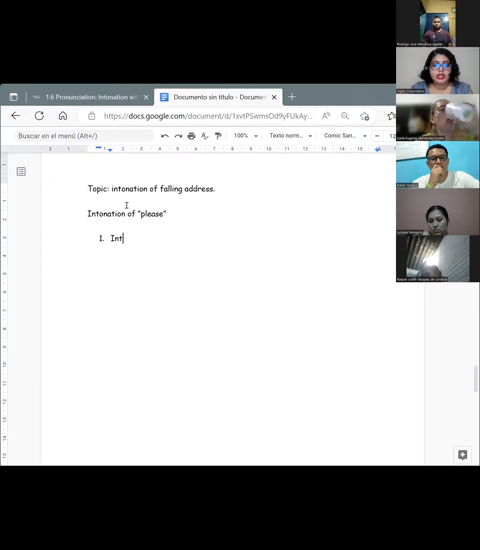 1.6 Pronunciation: Intonation wi
Documento sin título - Documen
https://docs.google.com/document/d/1xvtPSwmsOd9yFUkAy...
Buscar en el menú (Alt+/)
100%
Texto norm...
Comic San...
Topic: intonation of falling address.
Intonation of "please"
1. Int